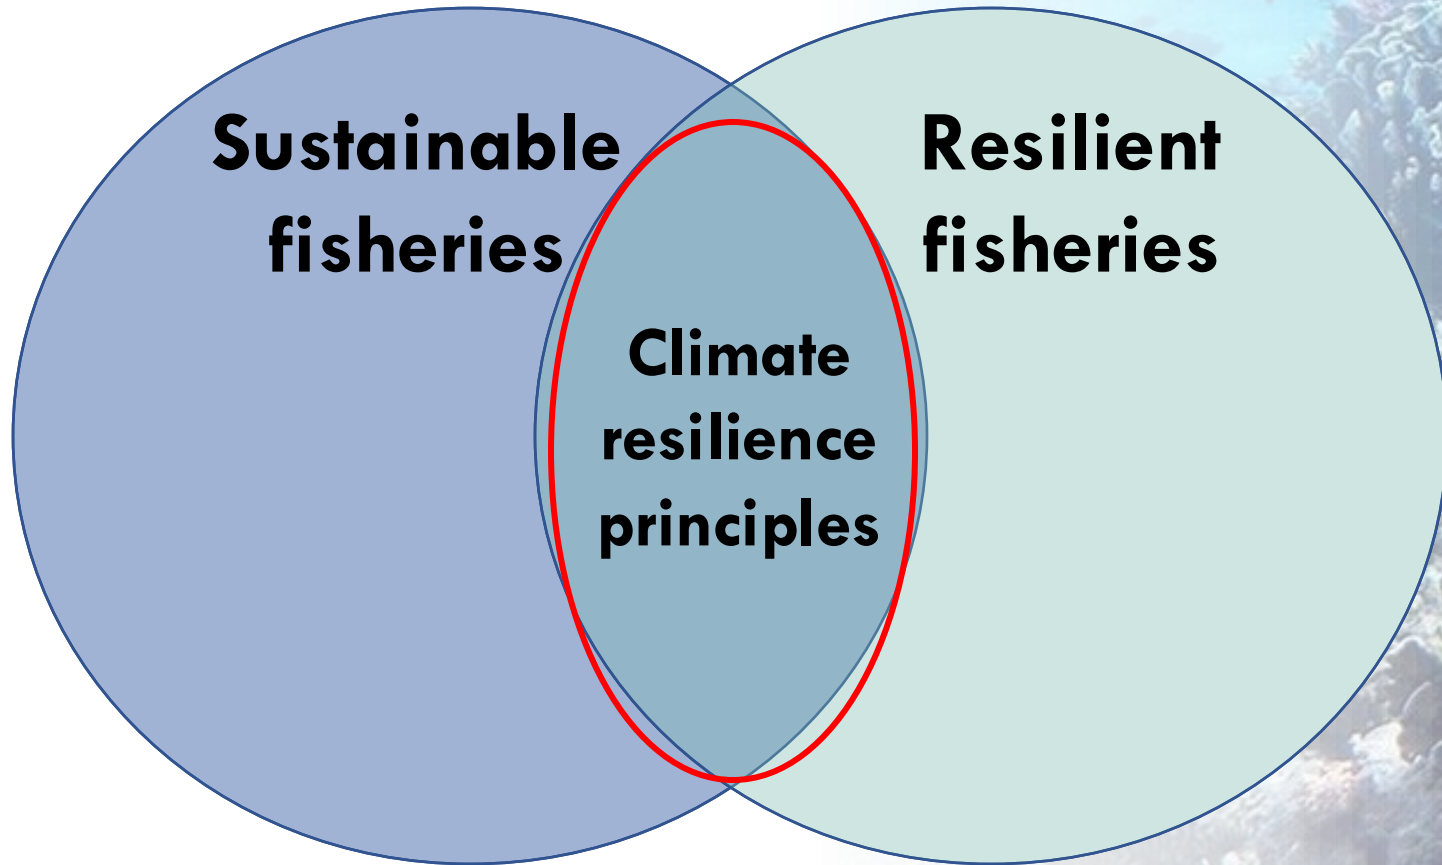 Sustainable
fisheries
Resilient
fisheries
Climate
resilience
principles